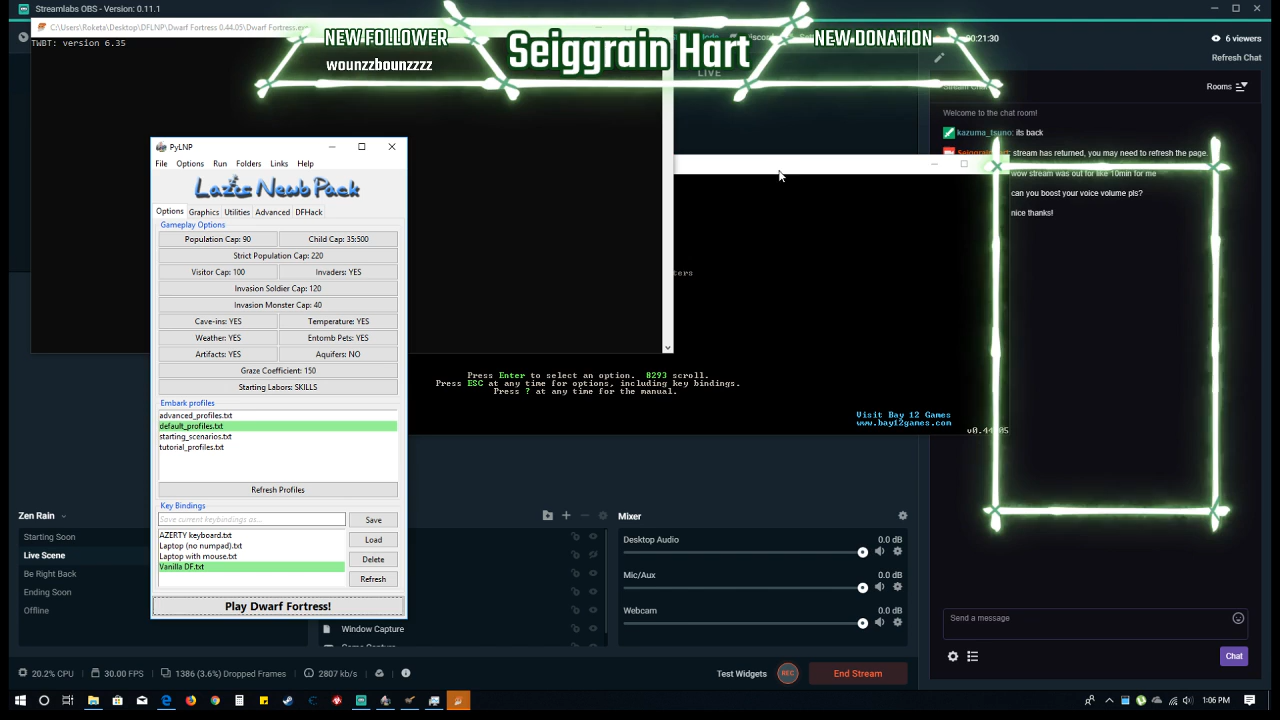 Streamlabs OBS - Version: 0.11.1
C:\Users\Roketa\Desktop\DFLNP\Dwarf Fortress 0.44.05\Dwarf Fortress.exe
TWBT: version 6.35
NEW FOLLOWER
wounzzbounzzzz
Seiggrain Hart
NEW DONATION
LIVE
00:21:30
6 viewers
Refresh Chat
Rooms
Welcome to the chat room!
kazuma_tsuno: its back
stream has returned, you may need to refresh the page.
wow stream was out for like 10min for me
can you boost your voice volume pls?
nice thanks!
PyLNP
File Options Run Folders Links Help
Lazy Newb Pack
Options Graphics Utilities Advanced DFHack
Gameplay Options
Population Cap: 90 Child Cap: 35:500
Strict Population Cap: 220
Visitor Cap: 100 Invaders: YES
Invasion Soldier Cap: 120
Invasion Monster Cap: 40
Cave-ins: YES Temperature: YES
Weather: YES Entomb Pets: YES
Artifacts: YES Aquifers: NO
Graze Coefficient: 150
Starting Labors: SKILLS
Embark profiles
advanced_profiles.txt
default_profiles.txt
starting_scenarios.txt
tutorial_profiles.txt
Refresh Profiles
Key Bindings
Save current keybindings as... Save
AZERTY keyboard.txt
Laptop (no numpad).txt
Laptop with mouse.txt
Vanilla DF.txt
Load
Delete
Refresh
Play Dwarf Fortress!
ters
Press Enter to select an option. 8293 scroll.
Press ESC at any time for options, including key bindings.
Press ? at any time for the manual.
Visit Bay 12 Games
www.bay12games.com
Zen Rain
Starting Soon
Live Scene
Be Right Back
Ending Soon
Offline
Window Capture
Mixer
Desktop Audio 0.0 dB
Mic/Aux 0.0 dB
Webcam 0.0 dB
Send a message
Chat
20.2% CPU 30.00 FPS 1386 (3.6%) Dropped Frames 2807 kb/s
Test Widgets REC End Stream
1:06 PM